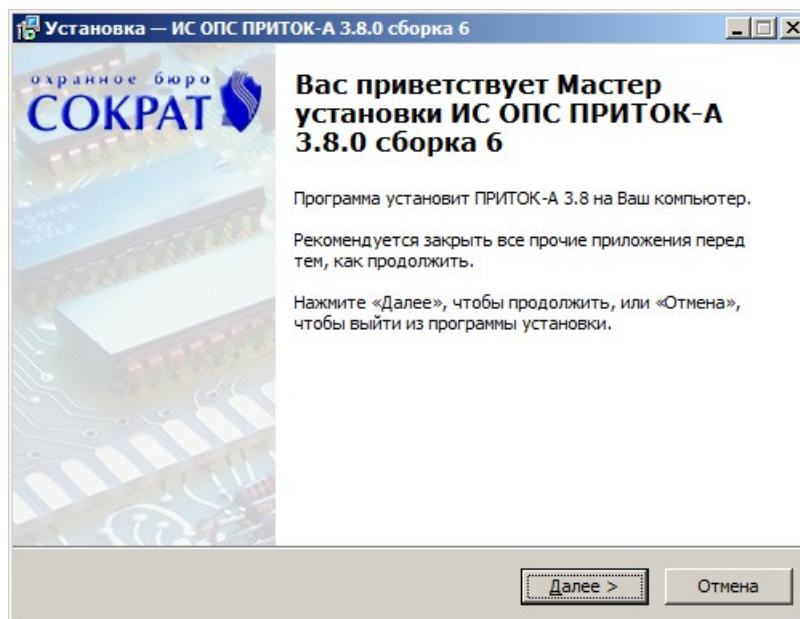 Установка — ИС ОПС ПРИТОК-А 3.8.0 сборка 6
охранное бюро
СОКРАТ
Вас приветствует Мастер
установки ИС ОПС ПРИТОК-А
3.8.0 сборка 6
Программа установит ПРИТОК-А 3.8 на Ваш компьютер.
Рекомендуется закрыть все прочие приложения перед
тем, как продолжить.
Нажмите «Далее», чтобы продолжить, или «Отмена»,
чтобы выйти из программы установки.
Далее >
Отмена